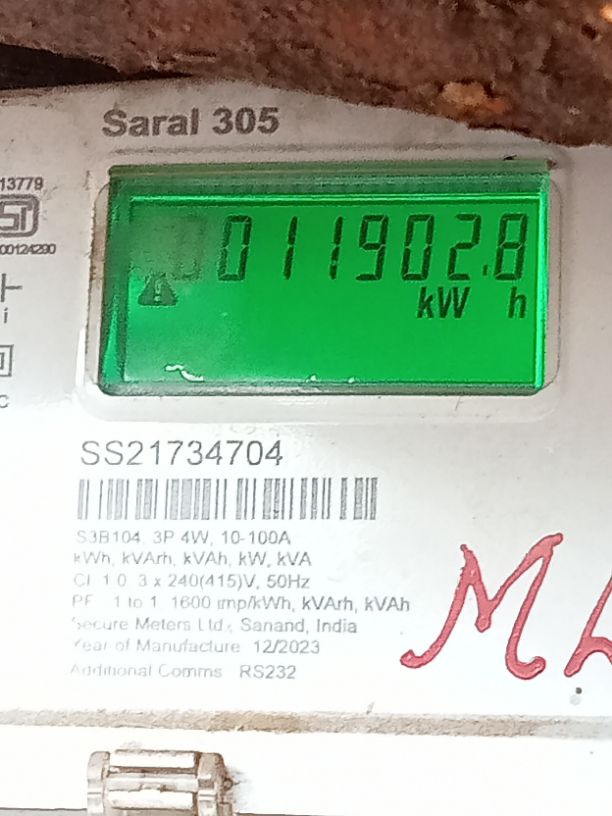 Saral 305
13779
00124290
011902.8
kW h
i
C
SS21734704
S3B104, 3P 4W, 10-100A
kWh, kVArh, kVAh, kW, kVA
Cl 1.0 3 x 240(415)V, 50Hz
PF -1 to 1 1600 imp/kWh, kVArh, kVAh
Secure Meters Ltd., Sanand, India
Year of Manufacture 12/2023
Additional Comms RS232